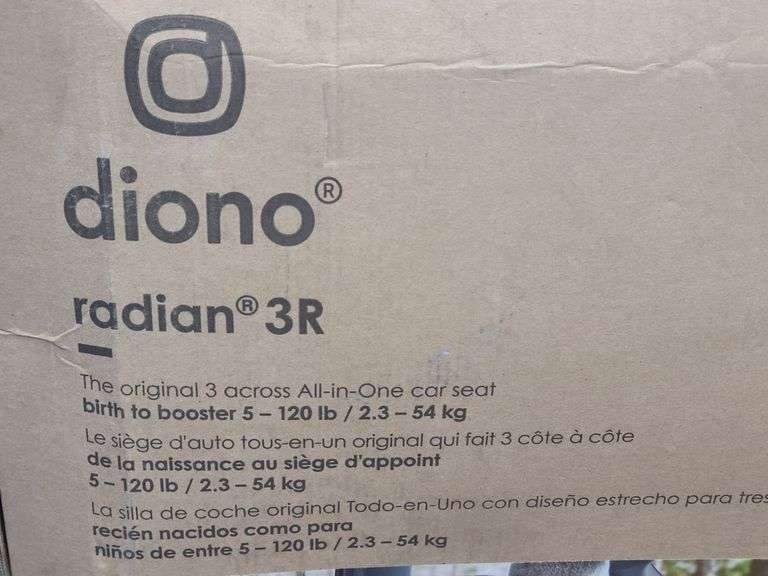 diono®
radian® 3R
The original 3 across All-in-One car seat
birth to booster 5 – 120 lb / 2.3 – 54 kg
Le siège d'auto tous-en-un original qui fait 3 côte à côte
de la naissance au siège d'appoint
5 – 120 lb / 2.3 – 54 kg
La silla de coche original Todo-en-Uno con diseño estrecho para tres
recién nacidos como para
niños de entre 5 – 120 lb / 2.3 – 54 kg